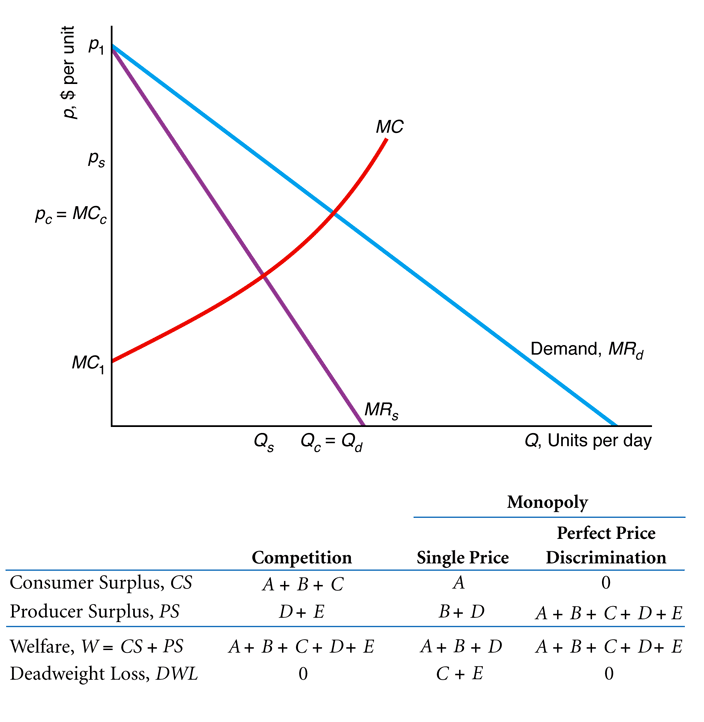 p, $ per unit
p1
MC
ps
pc = MCc
Demand, MRd
MC1
MRs
Qs
Qc = Qd
Q, Units per day
Monopoly
Perfect Price
Competition Single Price Discrimination
Consumer Surplus, CS A + B + C A 0
Producer Surplus, PS D + E B + D A + B + C + D + E
Welfare, W = CS + PS A + B + C + D + E A + B + D A + B + C + D + E
Deadweight Loss, DWL 0 C + E 0